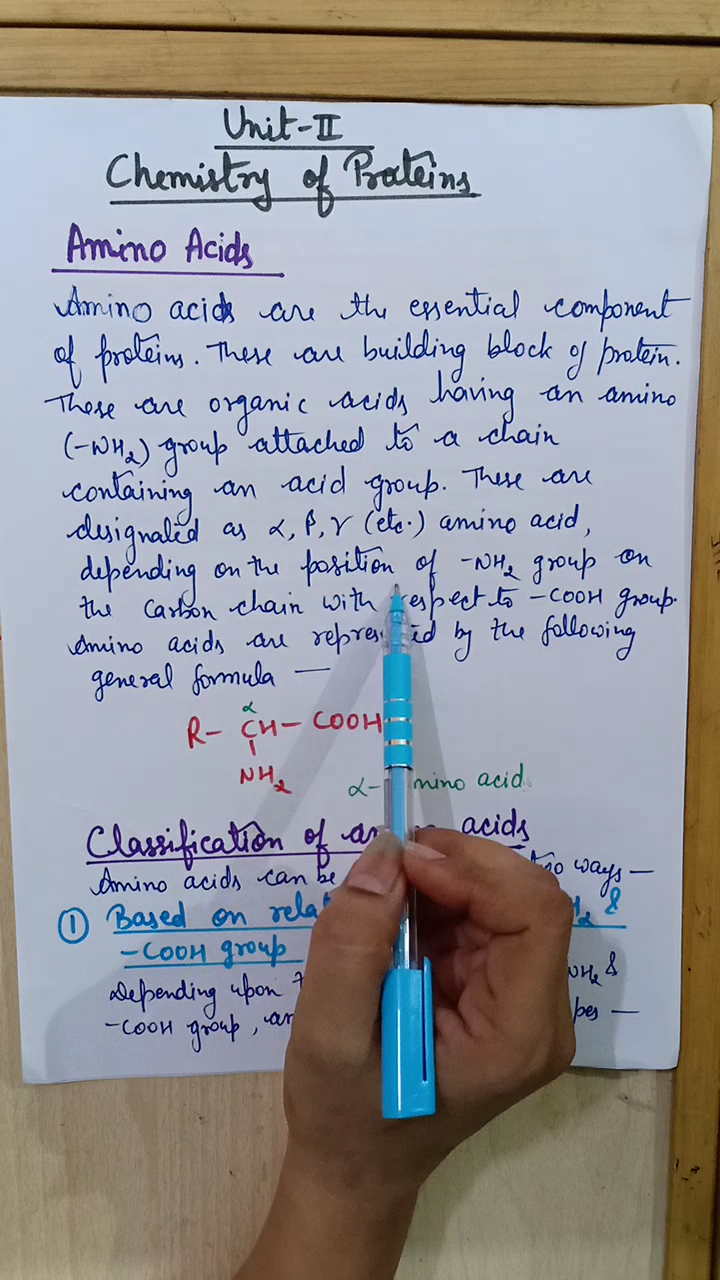 Unit-II
Chemistry of Proteins
Amino Acids
Amino acids are the essential component
of proteins. These are building block of protein.
These are organic acids having an amino
(-NH2) group attached to a chain
containing an acid group. These are
designated as α, β, γ (etc.) amino acid,
depending on the position of -NH2 group on
the carbon chain with respect to -COOH group.
Amino acids are by the following
general formula —
α
R- CH- COOH
NH2
α- amino acid
Classification of amino acids
Amino acids can be two ways —
① Based on &
-COOH group
Depending upon NH2 &
-COOH group,